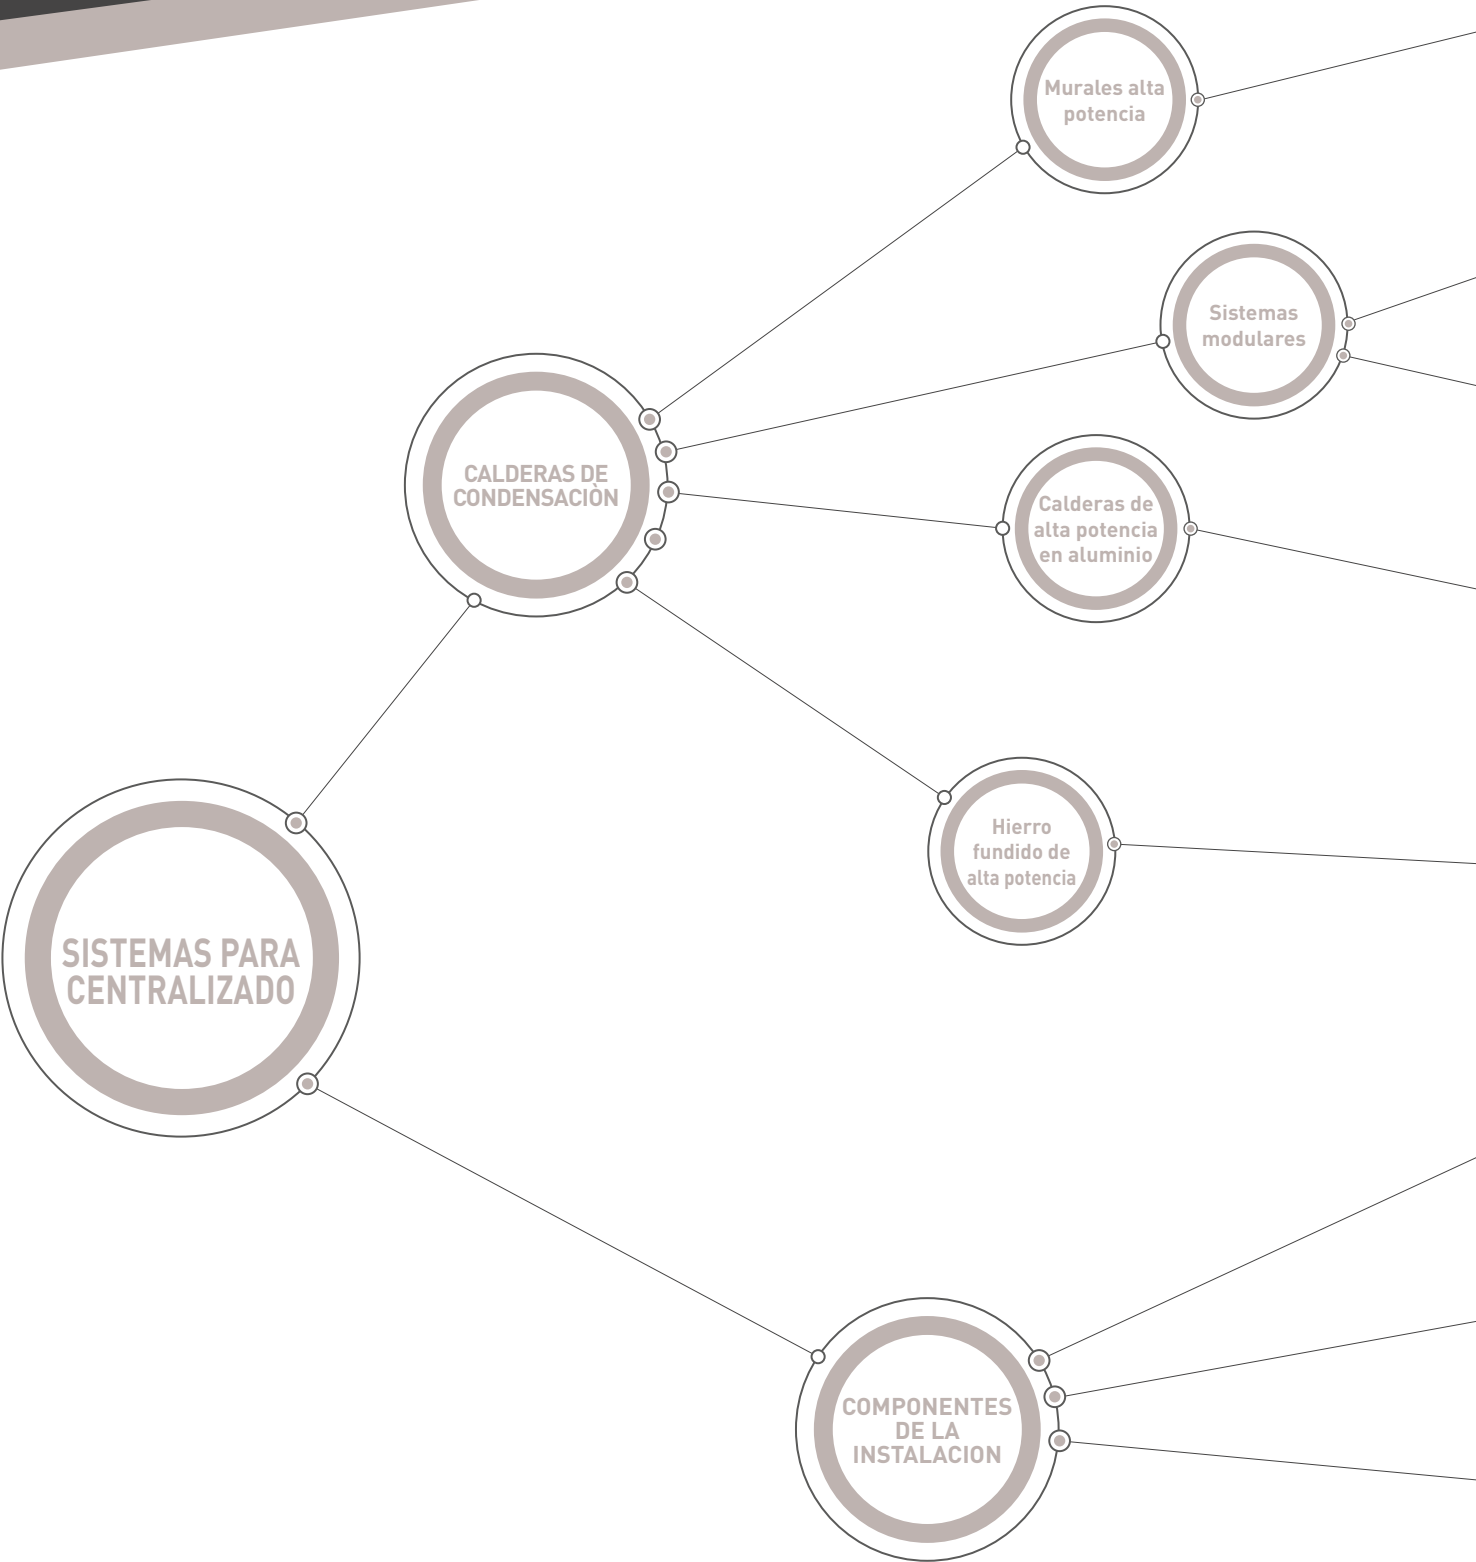 Murales alta
potencia
Sistemas
modulares
CALDERAS DE
CONDENSACIÒN
Calderas de
alta potencia
en aluminio
Hierro
fundido de
alta potencia
SISTEMAS PARA
CENTRALIZADO
COMPONENTES
DE LA
INSTALACION